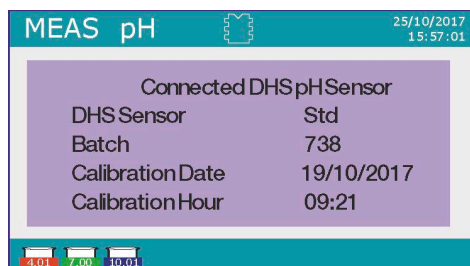 MEAS pH 25/10/2017
15:57:01
Connected DHS pH Sensor
DHS Sensor Std
Batch 738
Calibration Date 19/10/2017
Calibration Hour 09:21
4.01 7.00 10.01